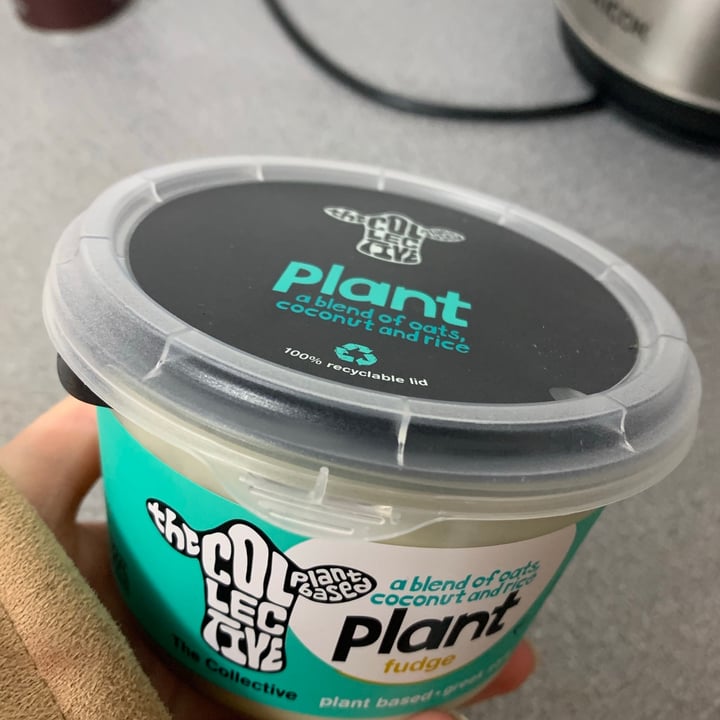 the
COL
LEC
TIVE
Plant
a blend of oats,
coconut and rice
100% recyclable lid
the
COL
LEC
TIVE
Plant
Based
a blend of oats,
coconut and rice
Plant
fudge
The Collective
plant based • greek